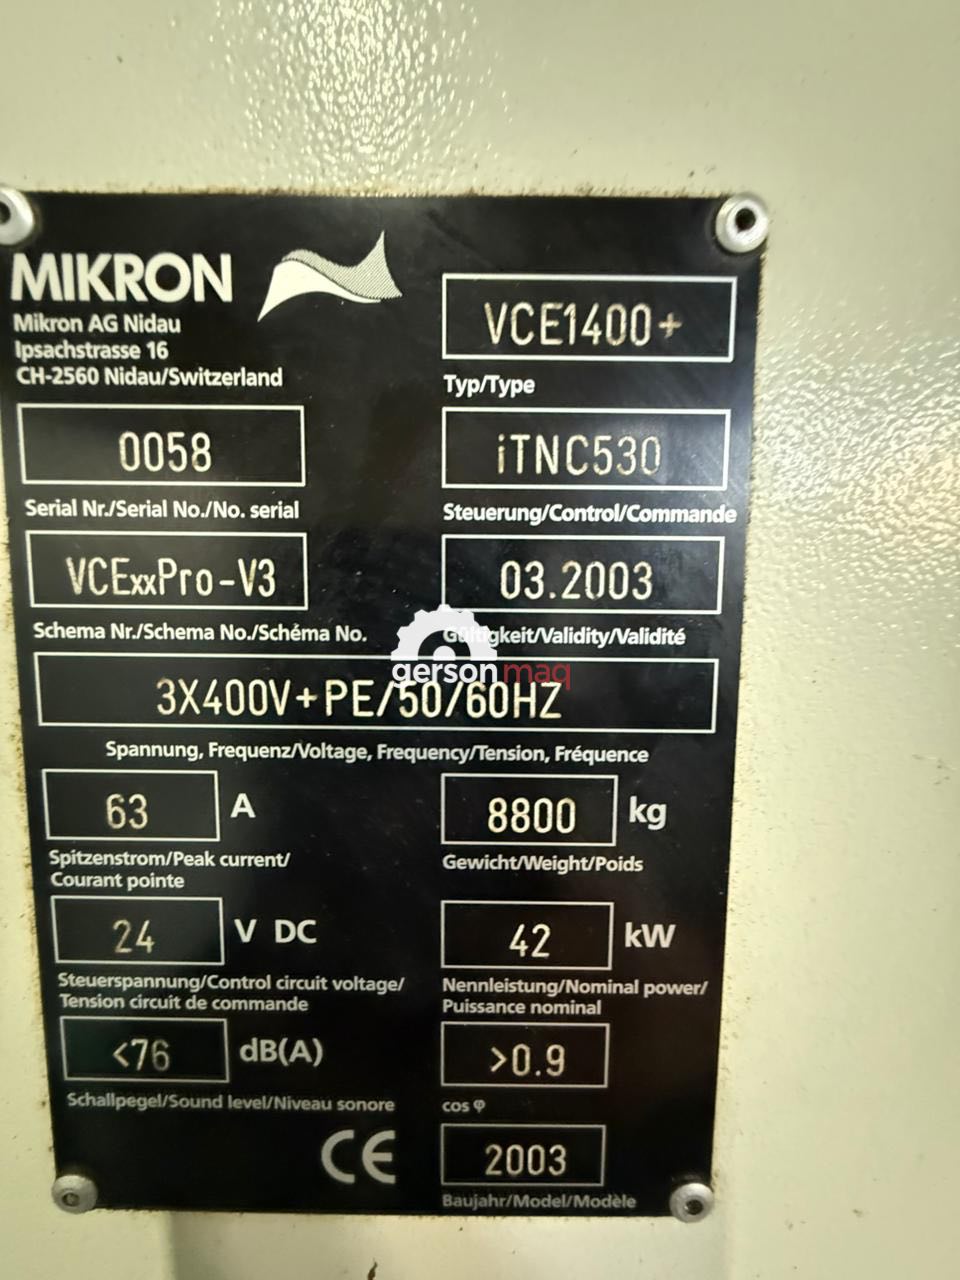 MIKRON
Mikron AG Nidau
Ipsachstrasse 16
CH-2560 Nidau/Switzerland
VCE1400+
Typ/Type
0058
Serial Nr./Serial No./No. serial
iTNC530
Steuerung/Control/Commande
VCExxPro-V3
Schema Nr./Schema No./Schéma No.
03.2003
Gültigkeit/Validity/Validité
gersonmaq
3X400V+PE/50/60HZ
Spannung, Frequenz/Voltage, Frequency/Tension, Fréquence
63 A
Spitzenstrom/Peak current/
Courant pointe
8800 kg
Gewicht/Weight/Poids
24 V DC
Steuerspannung/Control circuit voltage/
Tension circuit de commande
42 kW
Nennleistung/Nominal power/
Puissance nominal
<76 dB(A)
Schallpegel/Sound level/Niveau sonore
>0.9
cos φ
CE
2003
Baujahr/Model/Modèle